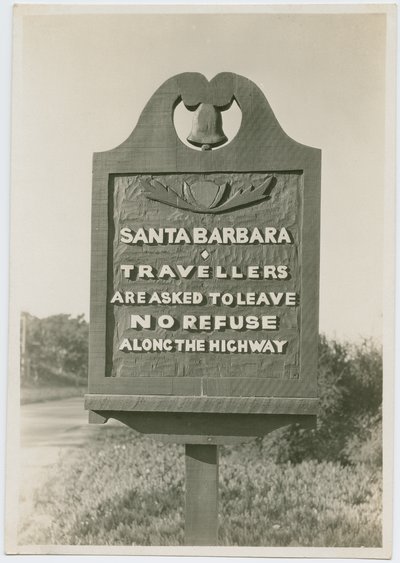 SANTA BARBARA
TRAVELLERS
ARE ASKED TO LEAVE
NO REFUSE
ALONG THE HIGHWAY